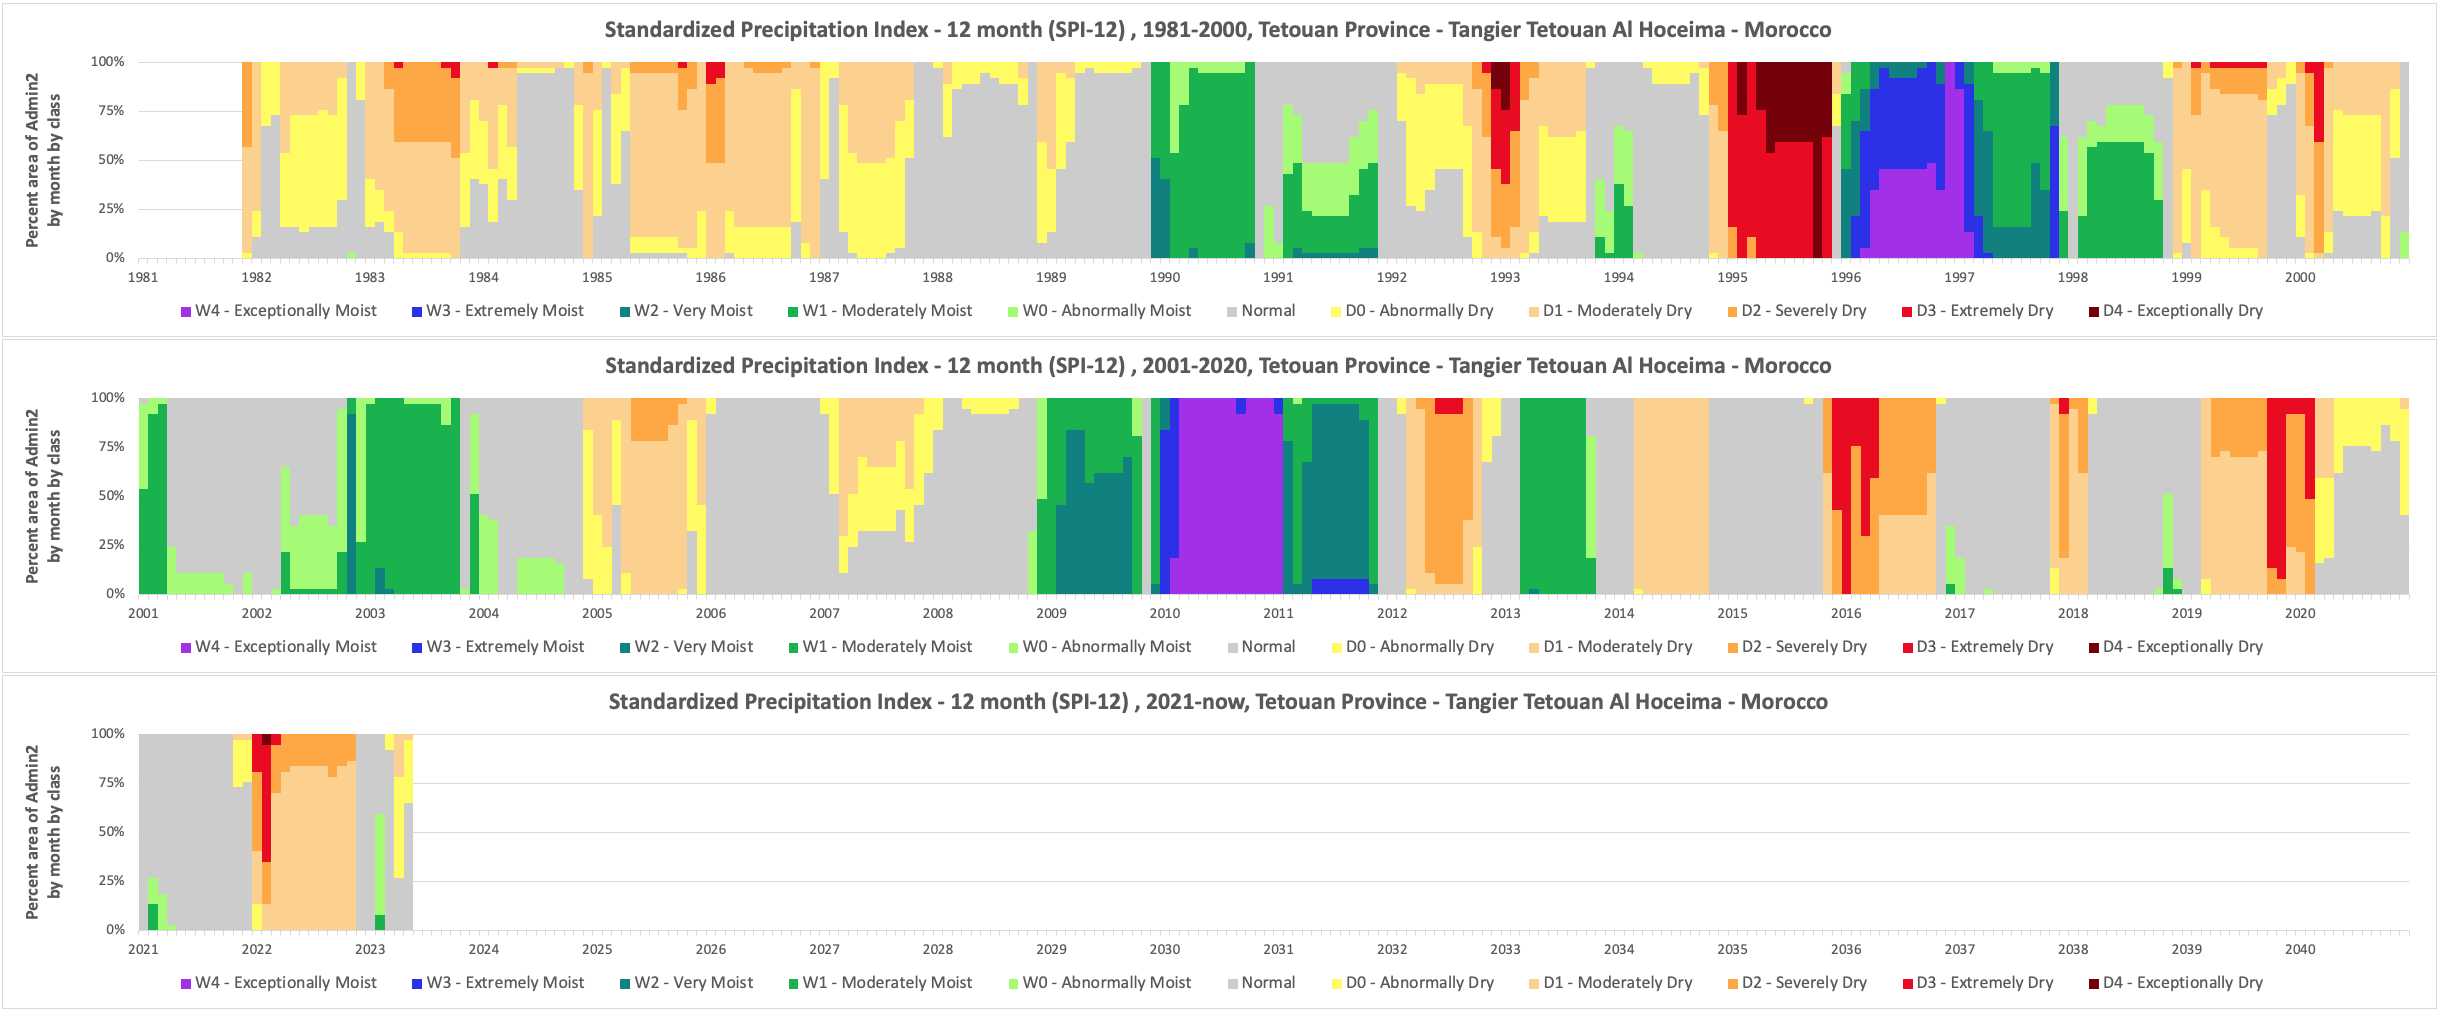 Standardized Precipitation Index - 12 month (SPI-12) , 1981-2000, Tetouan Province - Tangier Tetouan Al Hoceima - Morocco
Percent area of Admin2
by month by class
100%
75%
50%
25%
0%
1981 1982 1983 1984 1985 1986 1987 1988 1989 1990 1991 1992 1993 1994 1995 1996 1997 1998 1999 2000
W4 - Exceptionally Moist W3 - Extremely Moist W2 - Very Moist W1 - Moderately Moist W0 - Abnormally Moist Normal D0 - Abnormally Dry D1 - Moderately Dry D2 - Severely Dry D3 - Extremely Dry D4 - Exceptionally Dry
Standardized Precipitation Index - 12 month (SPI-12) , 2001-2020, Tetouan Province - Tangier Tetouan Al Hoceima - Morocco
Percent area of Admin2
by month by class
100%
75%
50%
25%
0%
2001 2002 2003 2004 2005 2006 2007 2008 2009 2010 2011 2012 2013 2014 2015 2016 2017 2018 2019 2020
W4 - Exceptionally Moist W3 - Extremely Moist W2 - Very Moist W1 - Moderately Moist W0 - Abnormally Moist Normal D0 - Abnormally Dry D1 - Moderately Dry D2 - Severely Dry D3 - Extremely Dry D4 - Exceptionally Dry
Standardized Precipitation Index - 12 month (SPI-12) , 2021-now, Tetouan Province - Tangier Tetouan Al Hoceima - Morocco
Percent area of Admin2
by month by class
100%
75%
50%
25%
0%
2021 2022 2023 2024 2025 2026 2027 2028 2029 2030 2031 2032 2033 2034 2035 2036 2037 2038 2039 2040
W4 - Exceptionally Moist W3 - Extremely Moist W2 - Very Moist W1 - Moderately Moist W0 - Abnormally Moist Normal D0 - Abnormally Dry D1 - Moderately Dry D2 - Severely Dry D3 - Extremely Dry D4 - Exceptionally Dry